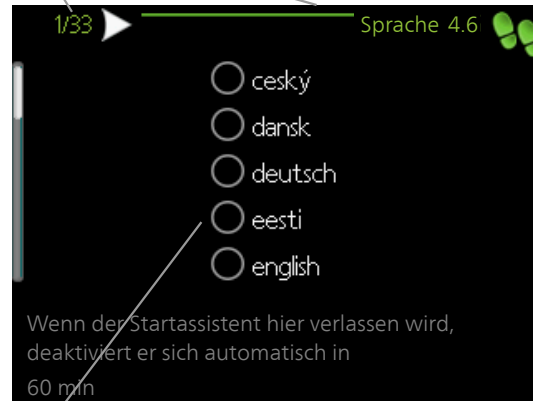 1/33
Sprache 4.6
ceský
dansk
deutsch
eesti
english
Wenn der Startassistent hier verlassen wird,
deaktiviert er sich automatisch in
60 min